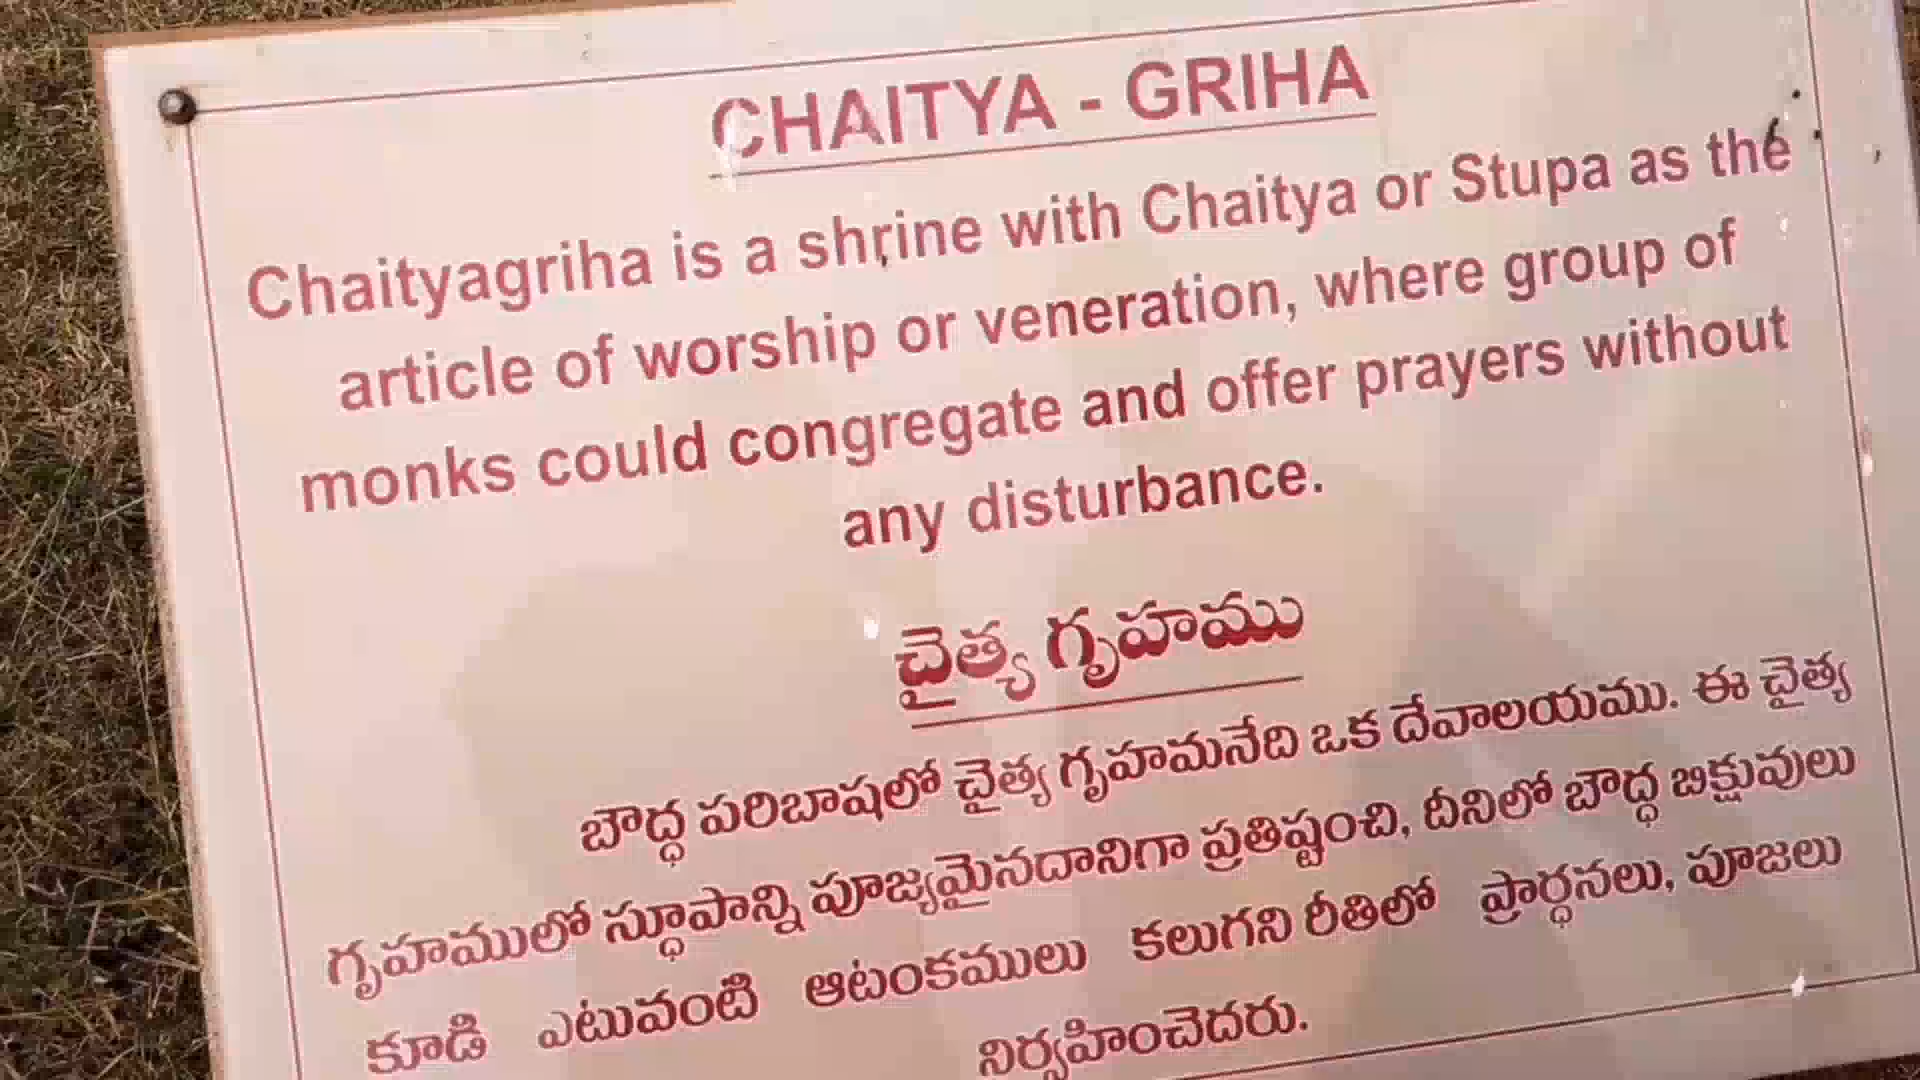 CHAITYA - GRIHA
Chaityagriha is a shrine with Chaitya or Stupa as the
article of worship or veneration, where group of
monks could congregate and offer prayers without
any disturbance.
చైత్య గృహము
బౌద్ధ పరిబాషలో చైత్య గృహమనేది ఒక దేవాలయము. ఈ చైత్య
గృహములో స్థూపాన్ని పూజ్యమైనదానిగా ప్రతిష్టంచి, దీనిలో బౌద్ధ బిక్షువులు
కూడి ఎటువంటి ఆటంకములు కలుగని రీతిలో ప్రార్ధనలు, పూజలు
నిర్వహించెదరు.